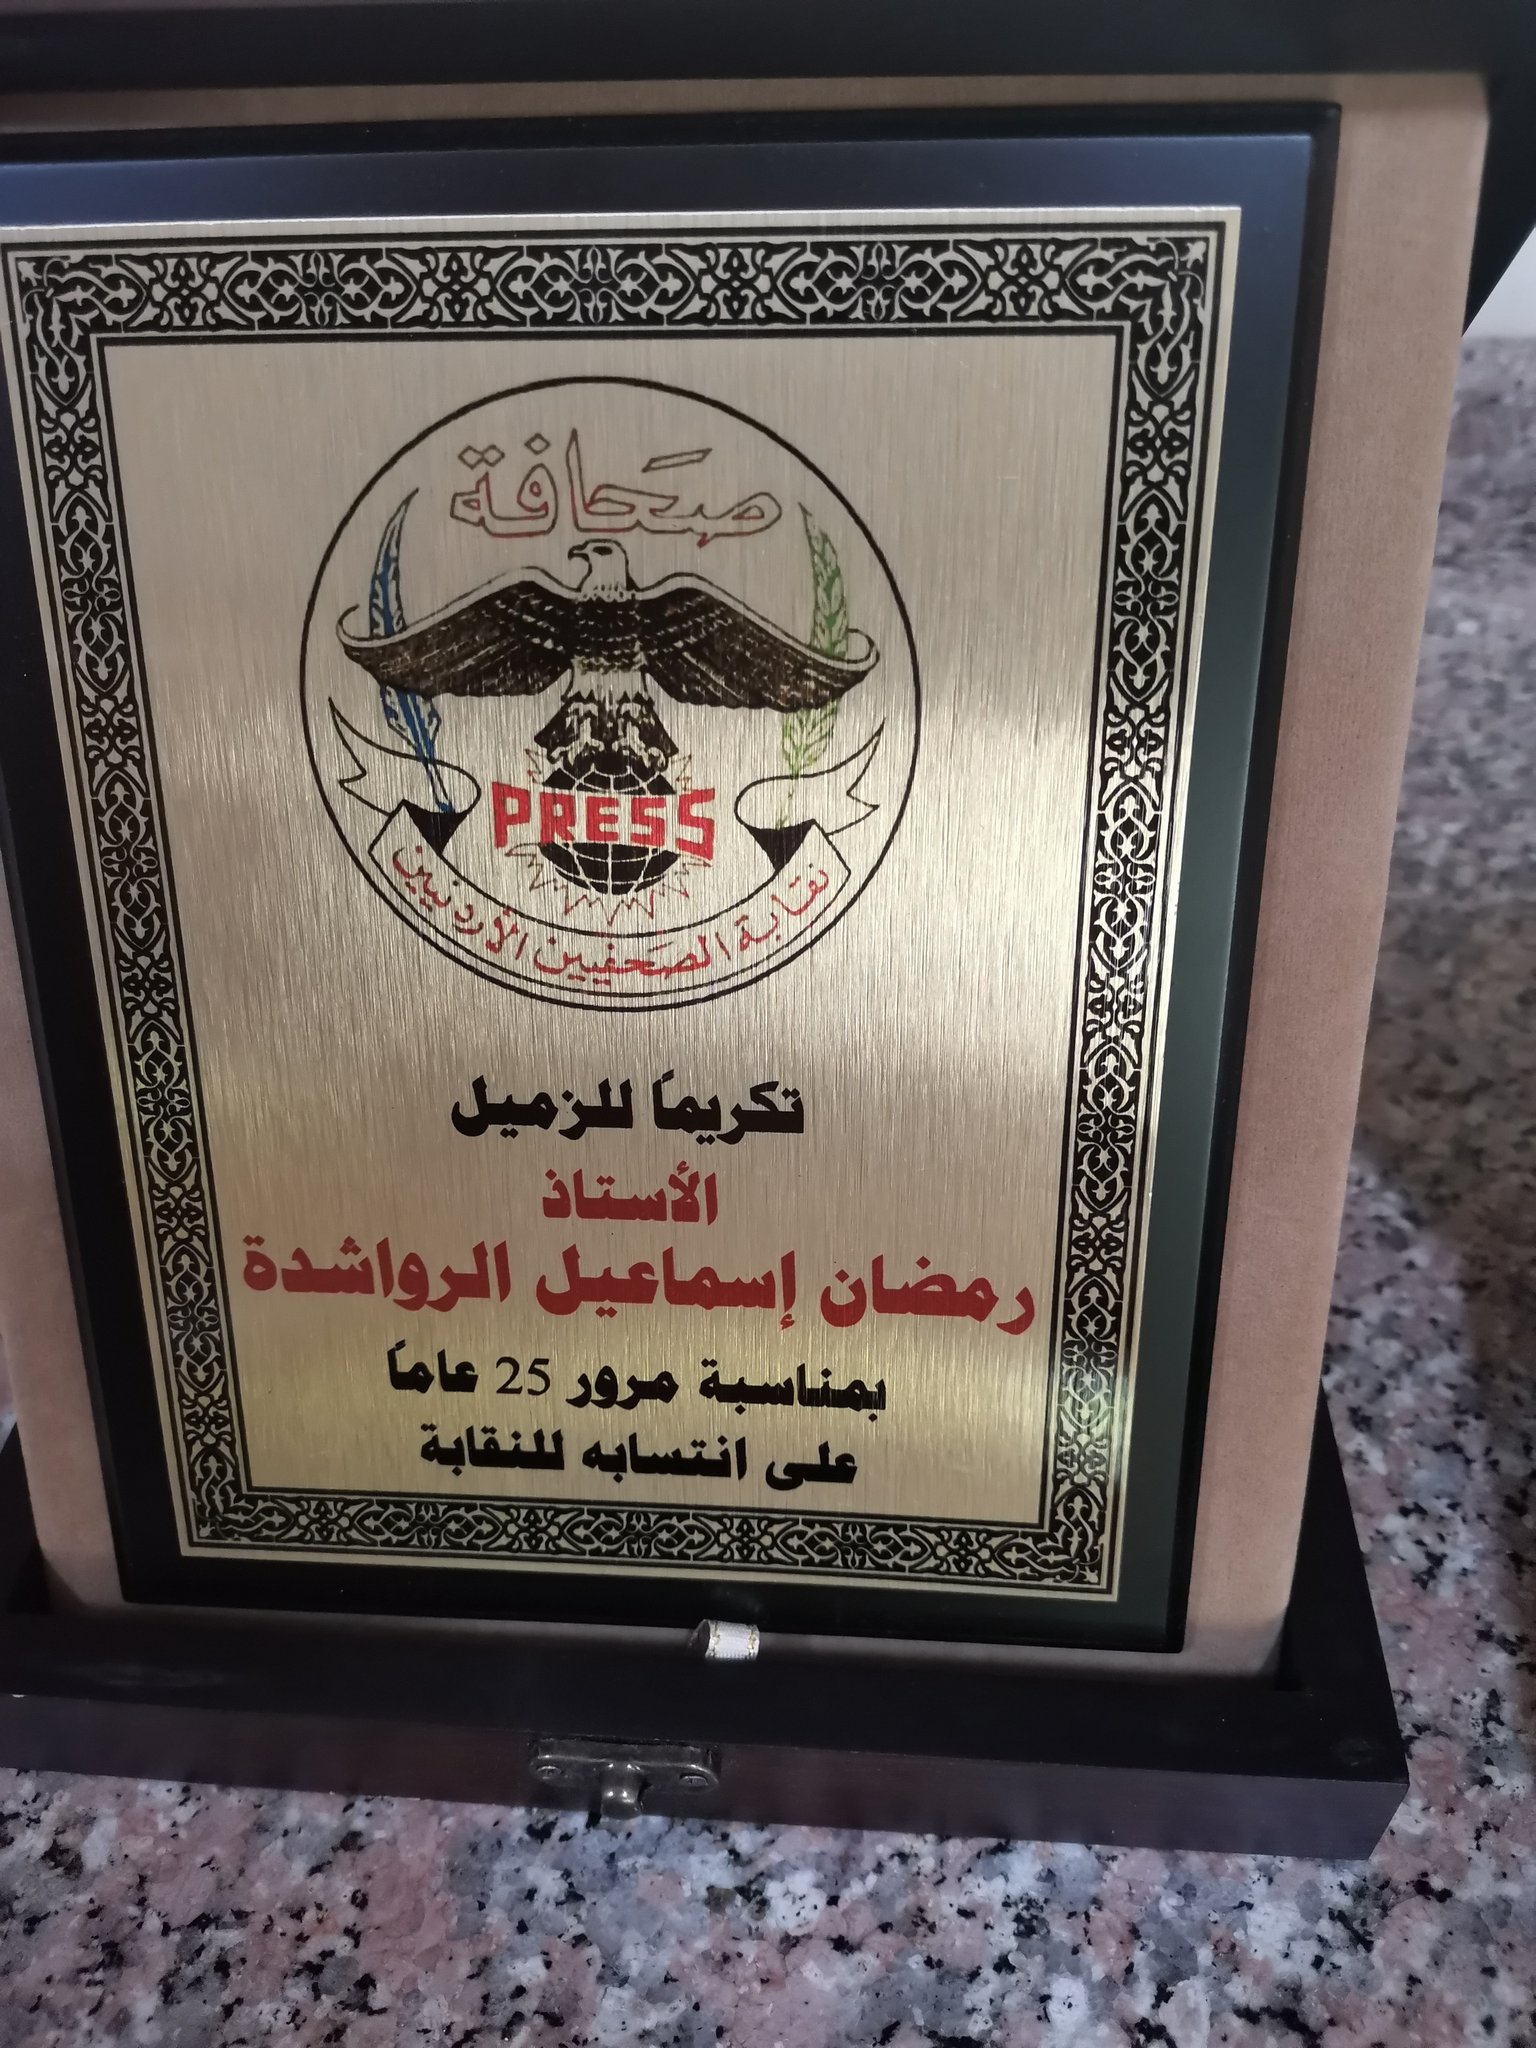 صحافة
PRESS
نقابة الصحفيين الأردنيين
تكريماً للزميل
الأستاذ
رمضان إسماعيل الرواشدة
بمناسبة مرور 25 عاماً
على انتسابه للنقابة